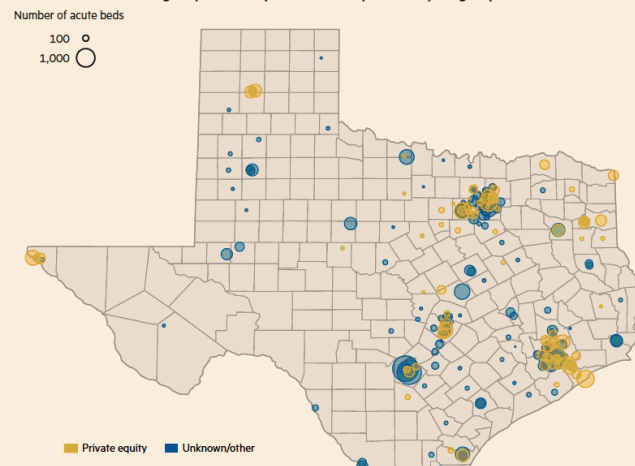 Number of acute beds
100
1,000
Private equity
Unknown/other